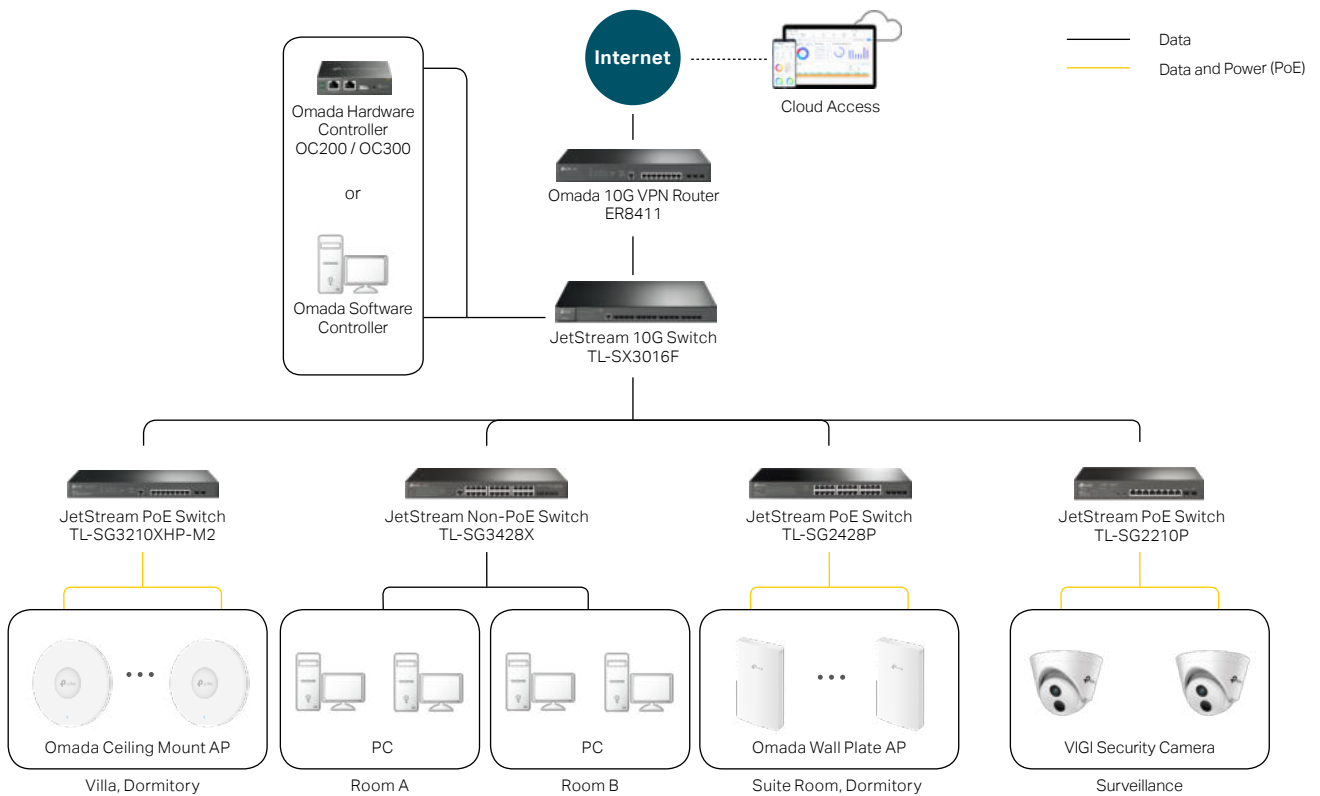 Internet
Cloud Access
Data
Data and Power (PoE)
Omada Hardware
Controller
OC200 / OC300
or
Omada Software
Controller
Omada 10G VPN Router
ER8411
JetStream 10G Switch
TL-SX3016F
JetStream PoE Switch
TL-SG3210XHP-M2
JetStream Non-PoE Switch
TL-SG3428X
JetStream PoE Switch
TL-SG2428P
JetStream PoE Switch
TL-SG2210P
Omada Ceiling Mount AP
PC
PC
Omada Wall Plate AP
VIGI Security Camera
Villa, Dormitory
Room A
Room B
Suite Room, Dormitory
Surveillance